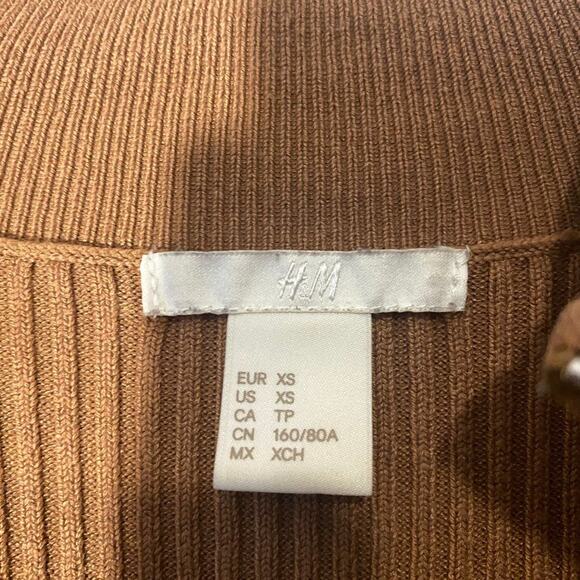 H&M
EUR XS
US XS
CA TP
CN 160/80A
MX XCH